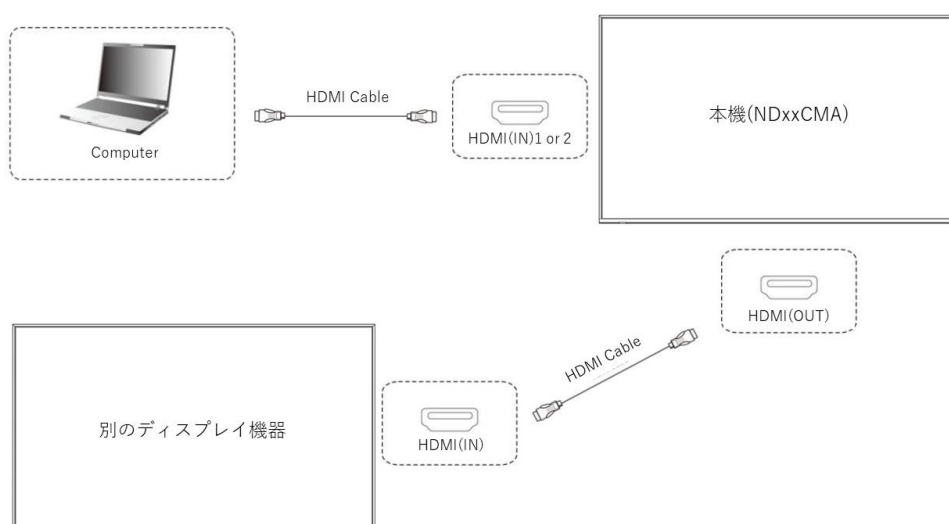 HDMI Cable
Computer
HDMI(IN)1 or 2
本機(NDxxCMA)
HDMI(OUT)
HDMI Cable
別のディスプレイ機器
HDMI(IN)